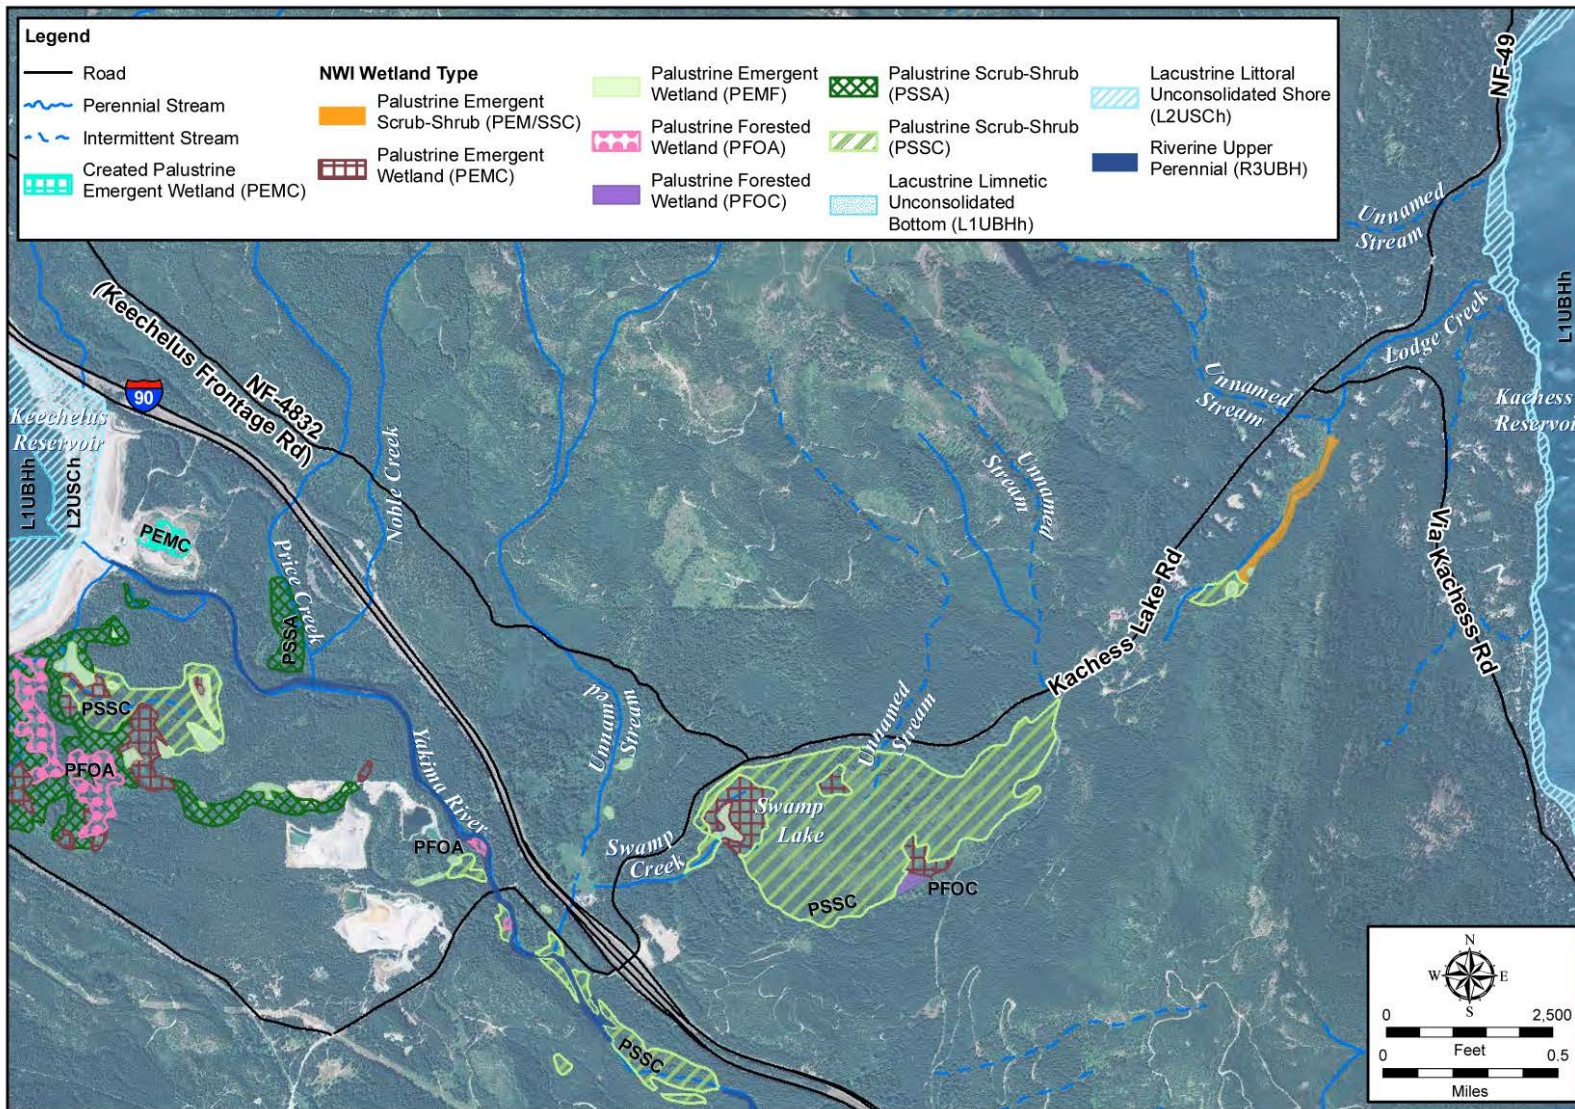 Legend
Road
Perennial Stream
Intermittent Stream
Created Palustrine
Emergent Wetland (PEMC)
NWI Wetland Type
Palustrine Emergent
Scrub-Shrub (PEM/SSC)
Palustrine Emergent
Wetland (PEMC)
Palustrine Emergent
Wetland (PEMF)
Palustrine Forested
Wetland (PFOA)
Palustrine Forested
Wetland (PFOC)
Palustrine Scrub-Shrub
(PSSA)
Palustrine Scrub-Shrub
(PSSC)
Lacustrine Limnetic
Unconsolidated
Bottom (L1UBHh)
Lacustrine Littoral
Unconsolidated Shore
(L2USCh)
Riverine Upper
Perennial (R3UBH)
NF-49
Unnamed
Stream
L1UBHh
Lodge Creek
Kachess
Reservoir
Unnamed
Stream
NF-4832
(Keechelus Frontage Rd)
90
Keechelus
Reservoir
L1UBHh
L2USCh
PEMC
Noble Creek
Price Creek
PSSA
Unnamed
Stream
Unnamed
Kachess Lake Rd
Via Kachess Rd
PSSC
PFOA
Yakima River
Unnamed
Stream
Unnamed
Stream
Swamp
Lake
Swamp
Creek
PFOA
PFOC
PSSC
PSSC
N
W
E
S
0
2,500
Feet
0
0.5
Miles